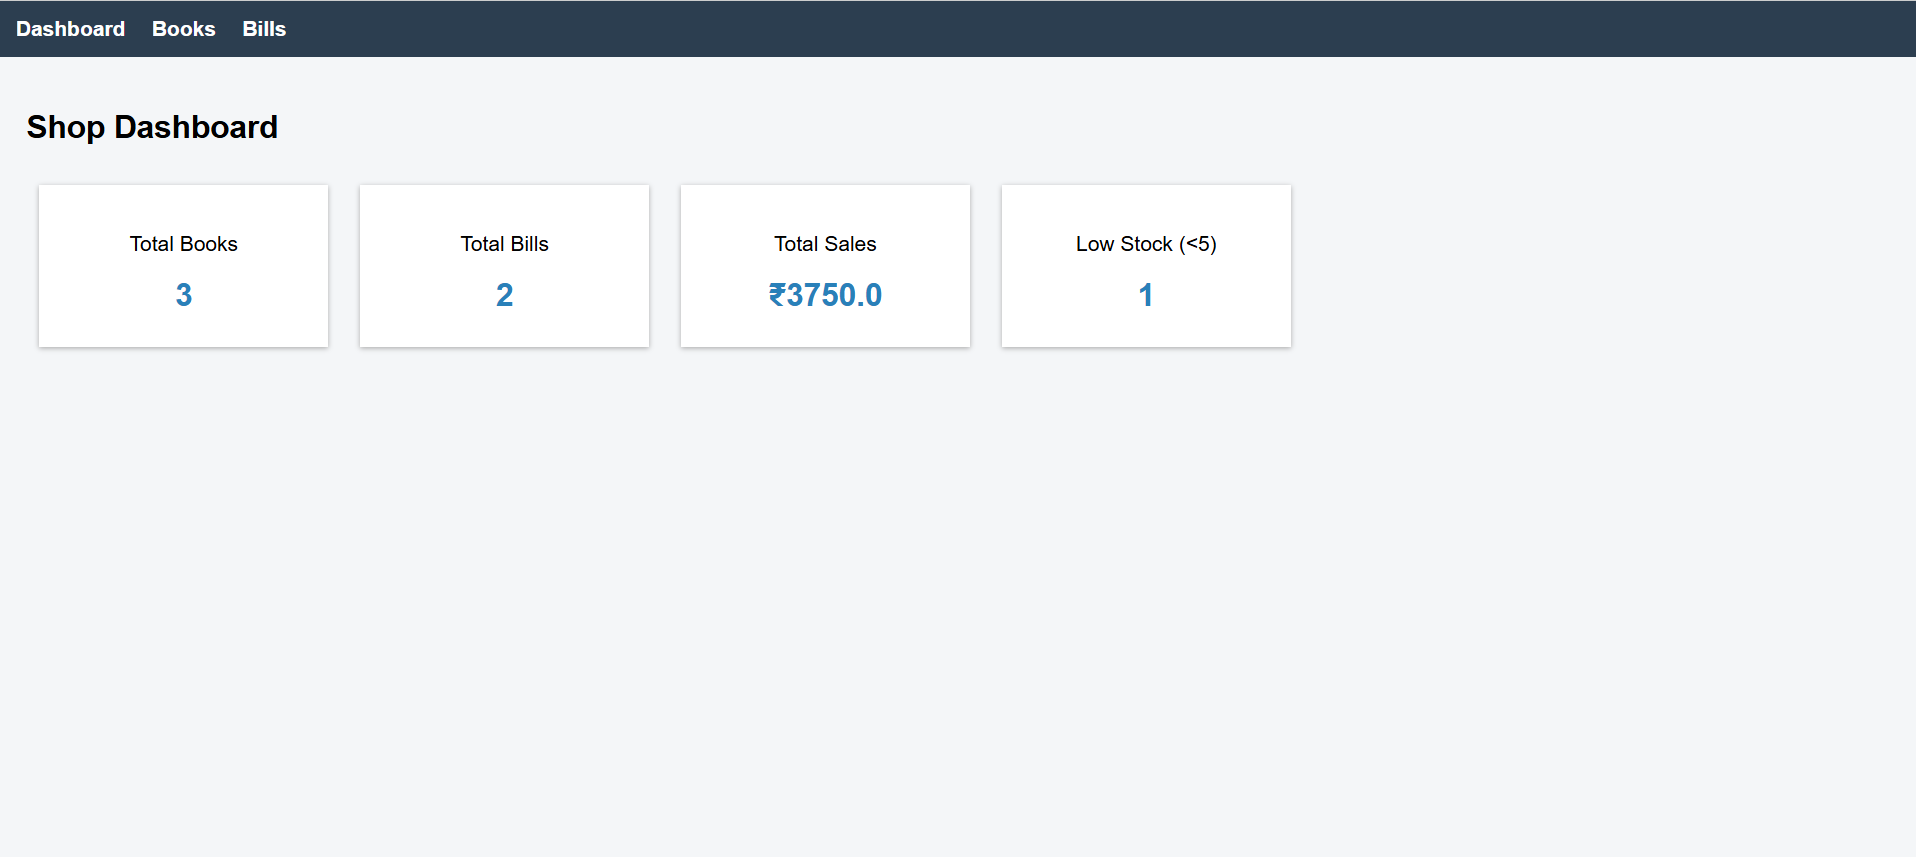 Dashboard Books Bills
Shop Dashboard
Total Books
3
Total Bills
2
Total Sales
₹3750.0
Low Stock (<5)
1